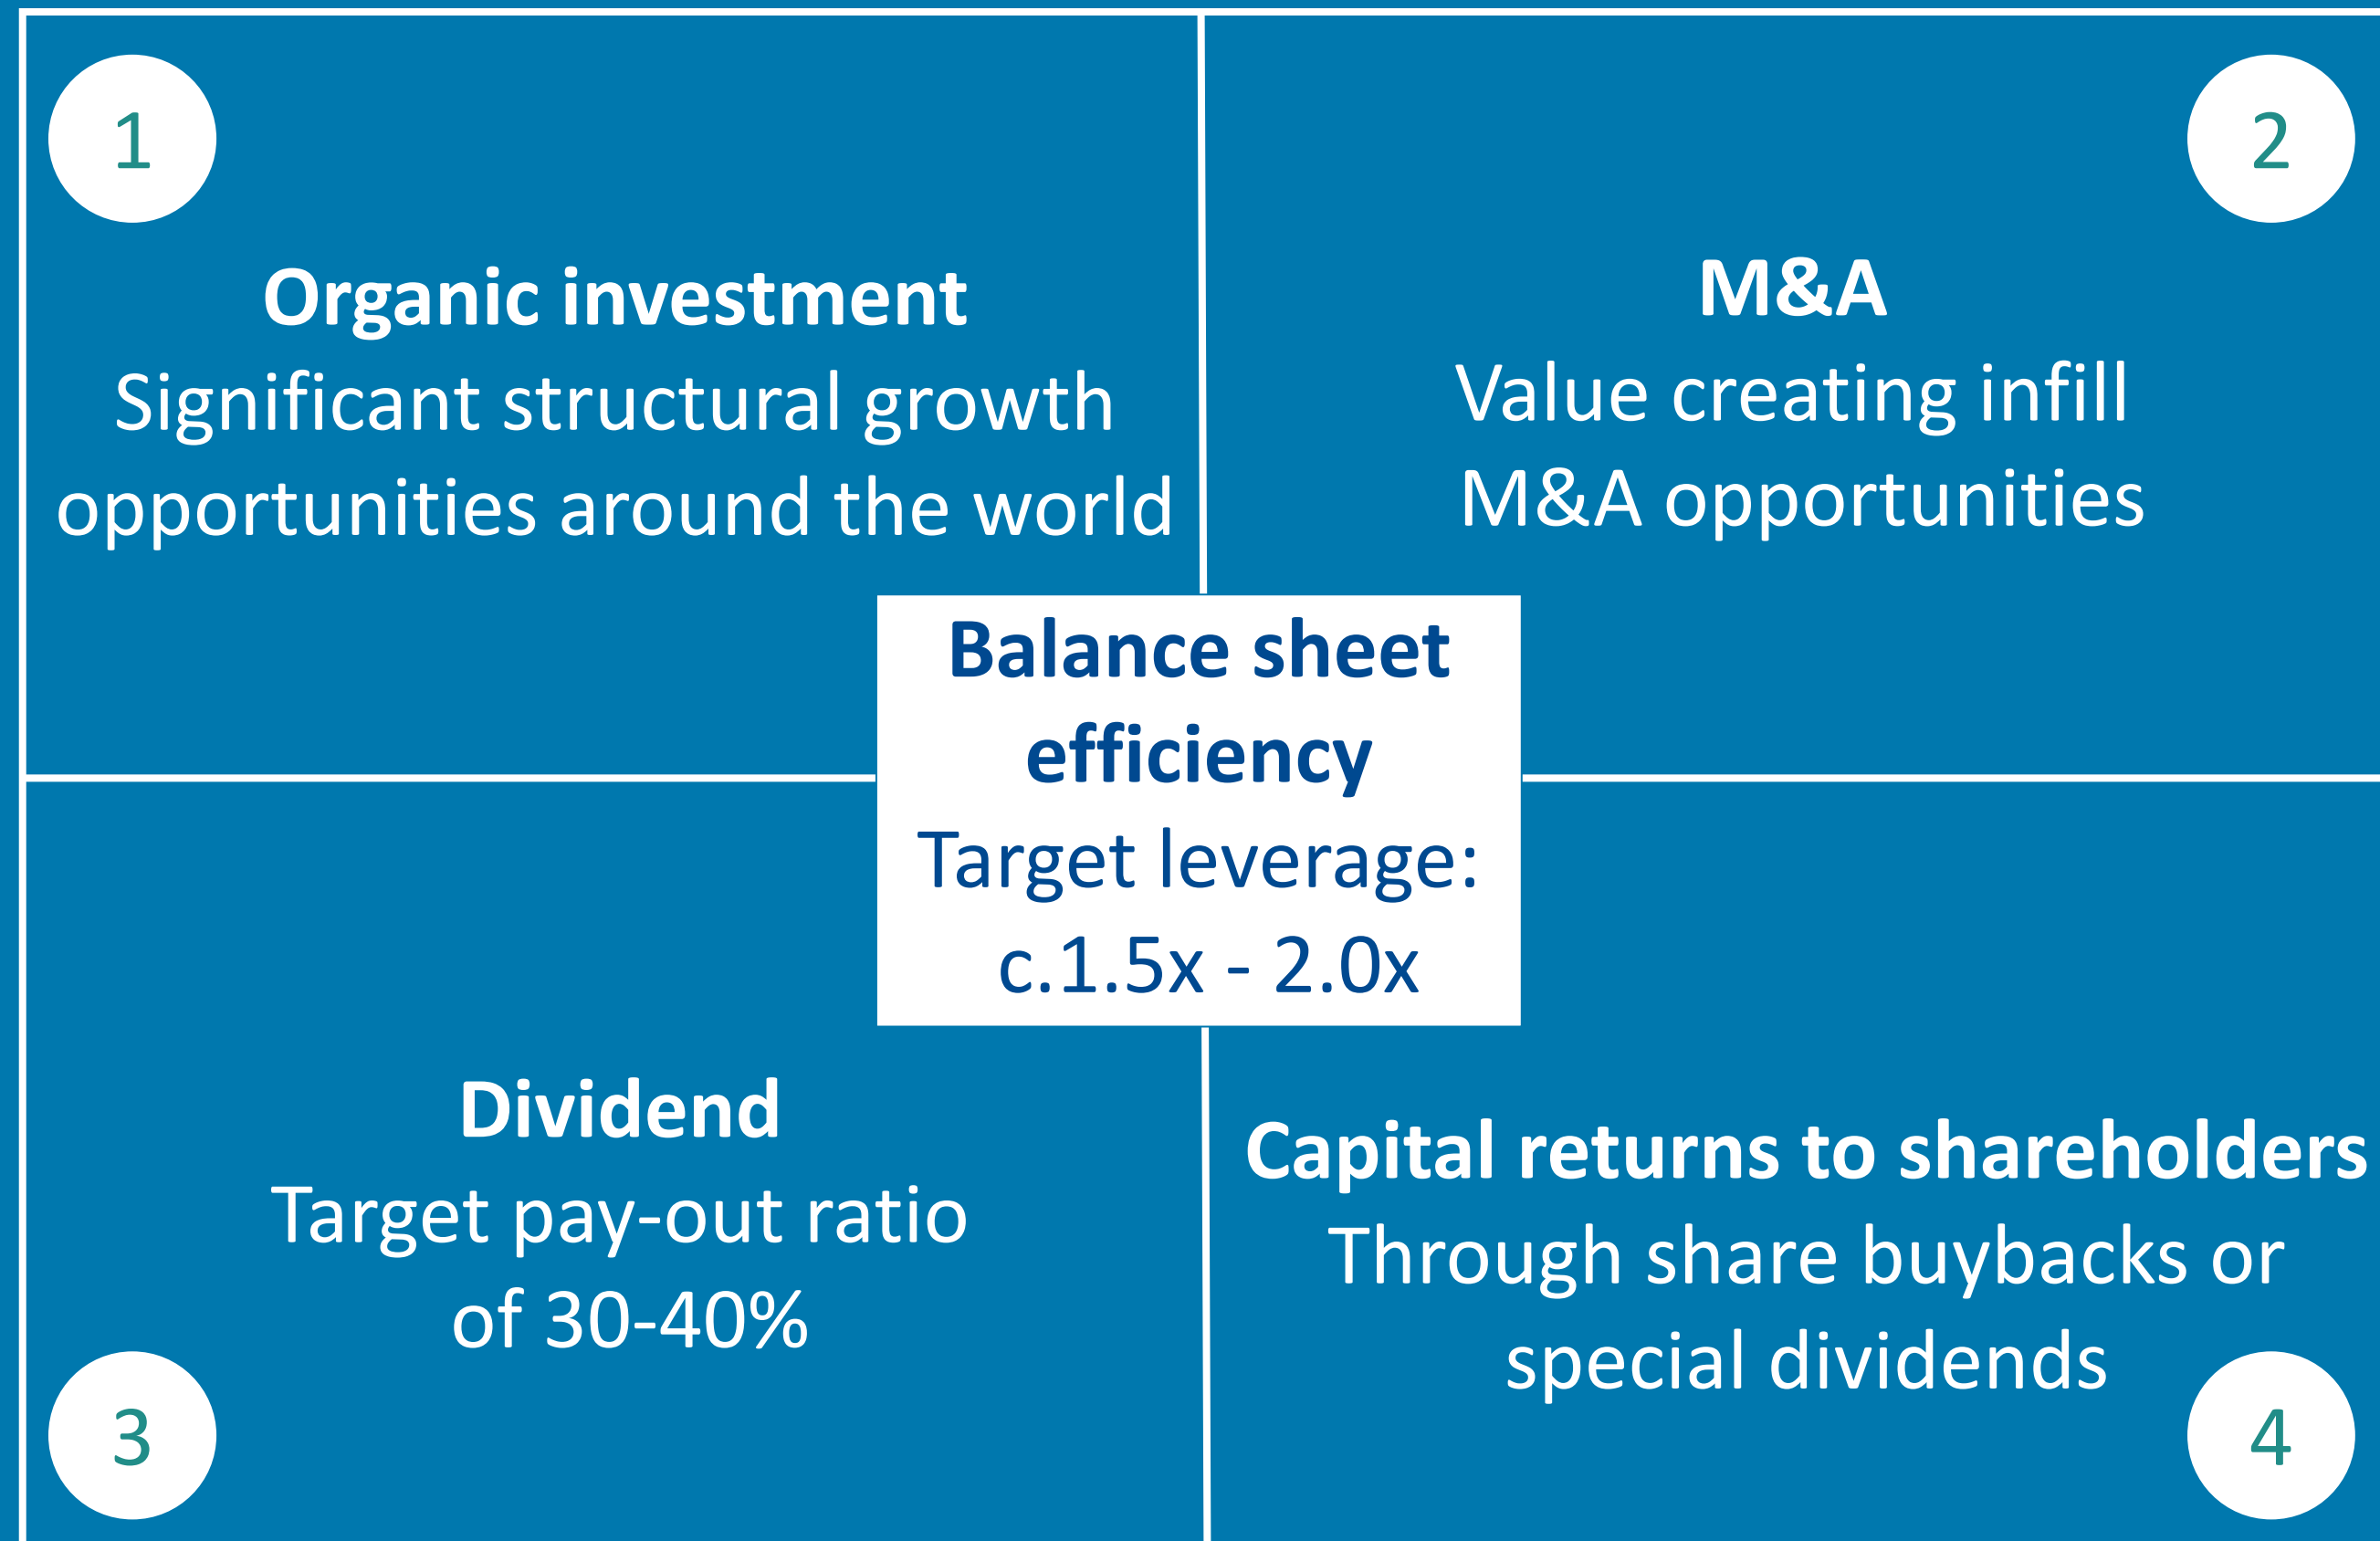 1
Organic investment
Significant structural growth
opportunities around the world
2
M&A
Value creating infill
M&A opportunities
Balance sheet
efficiency
Target leverage:
c.1.5x - 2.0x
Dividend
Target pay-out ratio
of 30-40%
3
Capital returns to shareholders
Through share buybacks or
special dividends
4